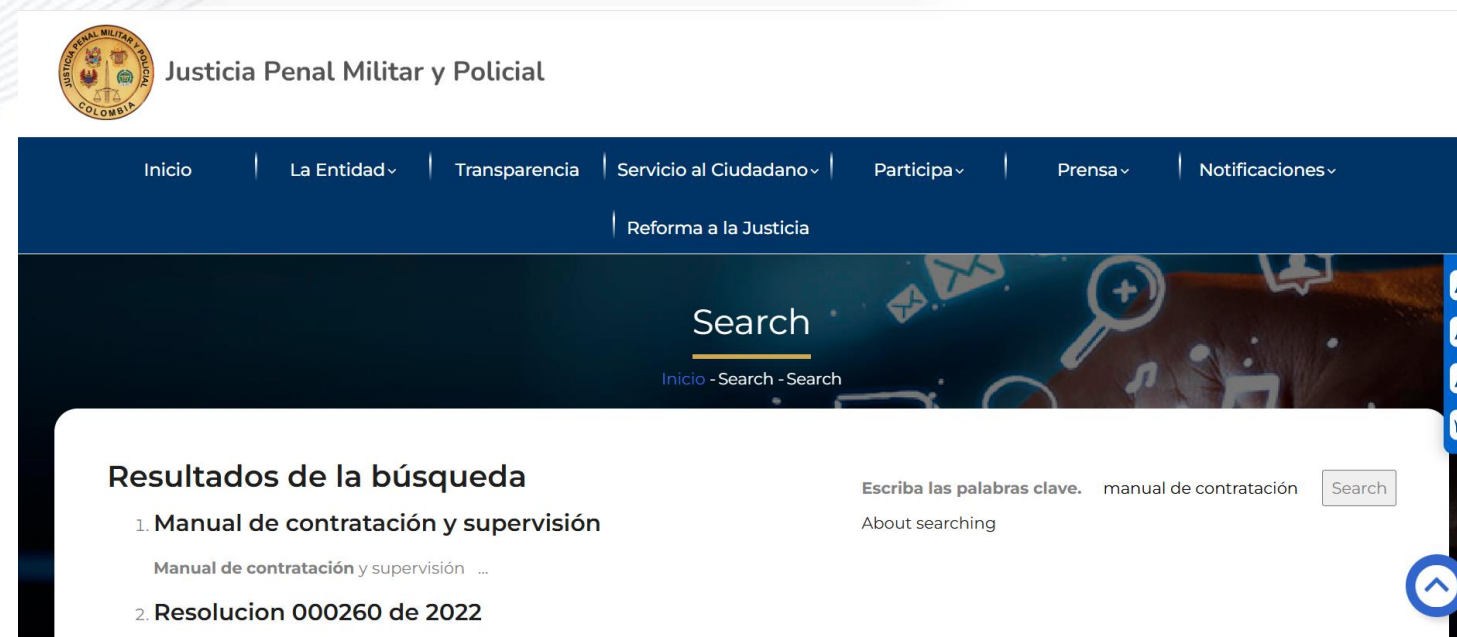 JUSTICIA PENAL MILITAR Y POLICIAL
COLOMBIA
Justicia Penal Militar y Policial
Inicio La Entidad Transparencia Servicio al Ciudadano Participa Prensa Notificaciones
Reforma a la Justicia
Search
Inicio - Search - Search
Resultados de la búsqueda
Escriba las palabras clave. manual de contratación Search
1. Manual de contratación y supervisión
About searching
Manual de contratación y supervisión ...
2. Resolucion 000260 de 2022